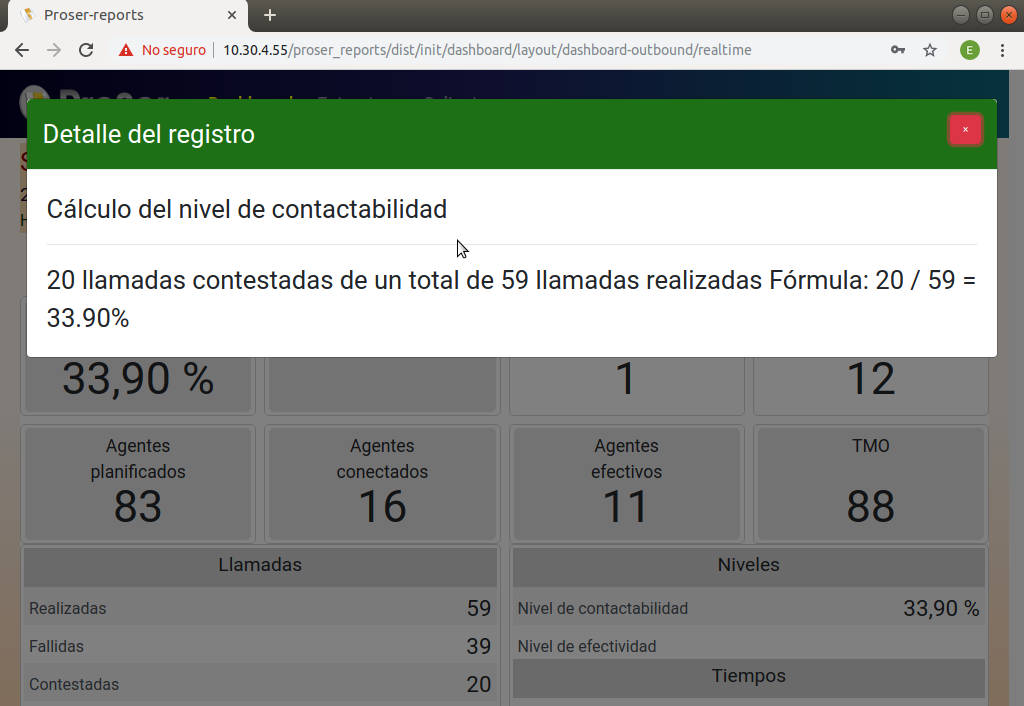 Proser-reports
No seguro
10.30.4.55/proser_reports/dist/init/dashboard/layout/dashboard-outbound/realtime
E
Detalle del registro
×
Cálculo del nivel de contactabilidad
20 llamadas contestadas de un total de 59 llamadas realizadas Fórmula: 20 / 59 =
33.90%
33,90 %
1
12
Agentes
planificados
83
Agentes
conectados
16
Agentes
efectivos
11
TMO
88
Llamadas
Realizadas 59
Fallidas 39
Contestadas 20
Niveles
Nivel de contactabilidad 33,90 %
Nivel de efectividad
Tiempos